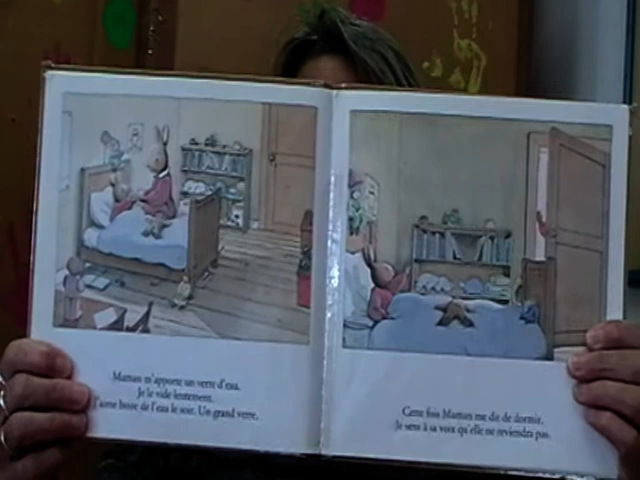 Maman m'apporte un verre d'eau.
Je le vide lentement.
J'aime boire de l'eau le soir. Un grand verre.
Cette fois Maman me dit de dormir.
Je sens à sa voix qu'elle ne reviendra pas.